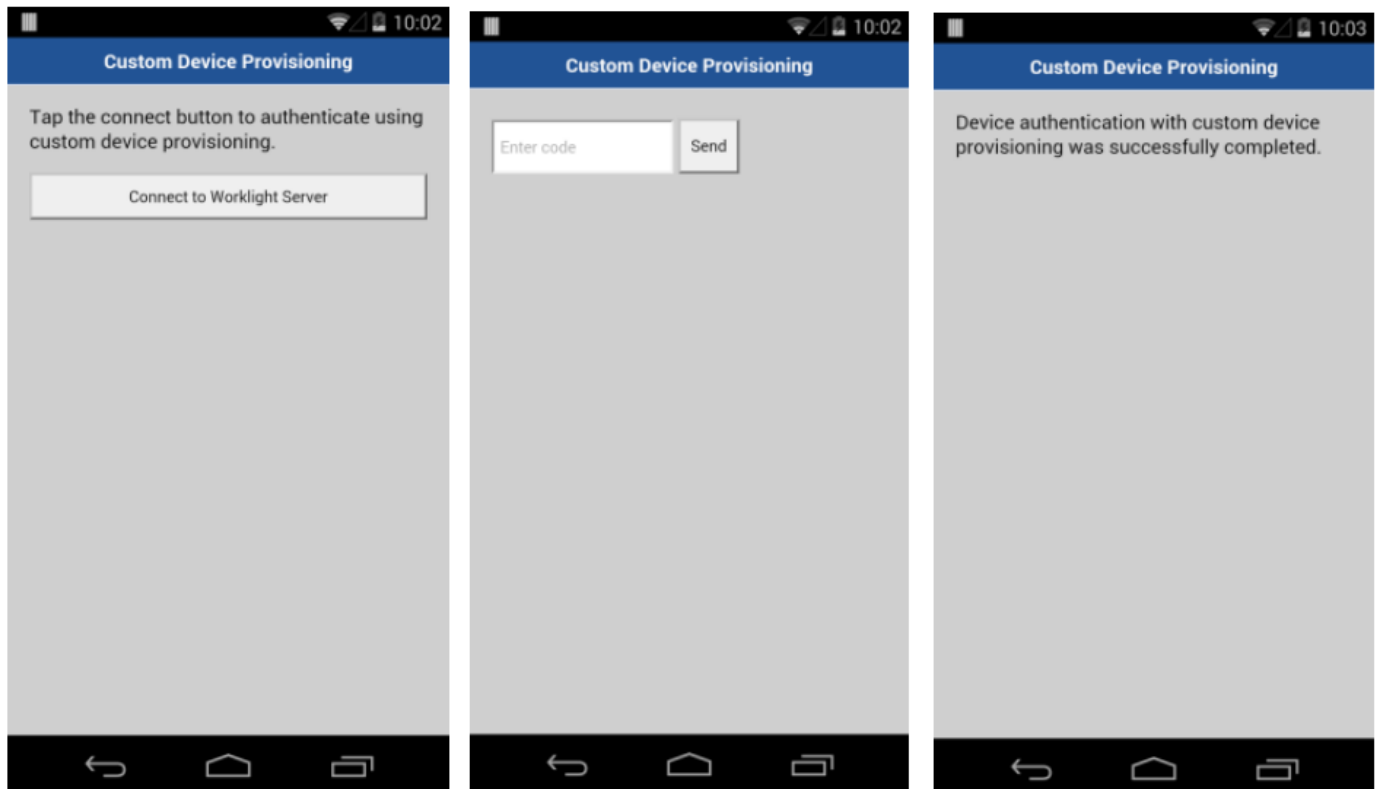 10:02
Custom Device Provisioning
Tap the connect button to authenticate using
custom device provisioning.
Connect to Worklight Server
10:02
Custom Device Provisioning
Enter code
Send
10:03
Custom Device Provisioning
Device authentication with custom device
provisioning was successfully completed.